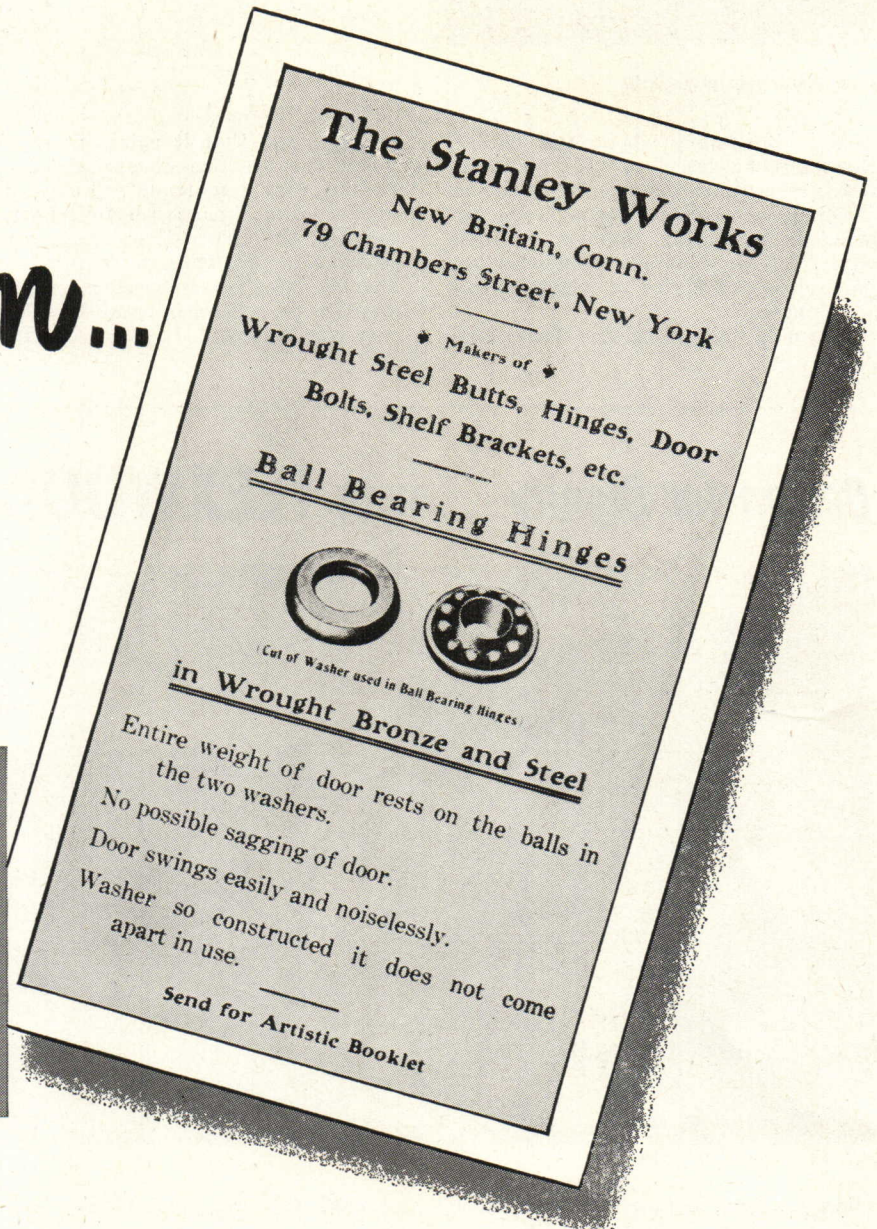 The Stanley Works
New Britain, Conn.
79 Chambers Street, New York
Makers of
Wrought Steel Butts, Hinges, Door
Bolts, Shelf Brackets, etc.
Ball Bearing Hinges
(Cut of Washer used in Ball Bearing Hinges)
in Wrought Bronze and Steel
Entire weight of door rests on the balls in
the two washers.
No possible sagging of door.
Door swings easily and noiselessly.
Washer so constructed it does not come
apart in use.
Send for Artistic Booklet